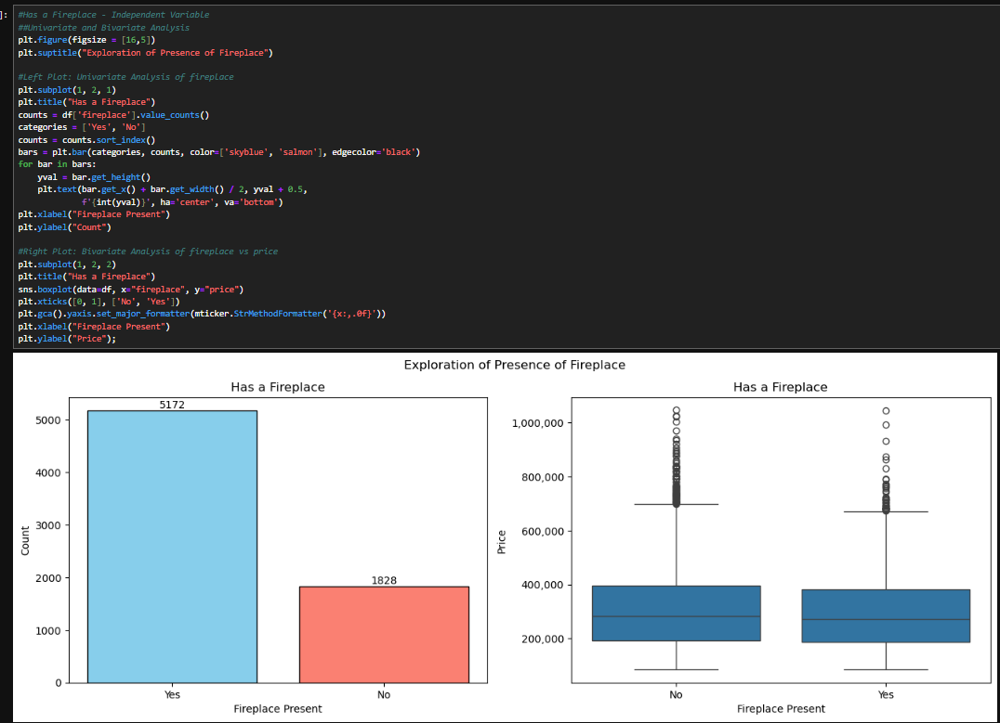 ]:
#Has a Fireplace - Independent Variable
##Univariate and Bivariate Analysis
plt.figure(figsize = [16,5])
plt.suptitle("Exploration of Presence of Fireplace")
#Left Plot: Univariate Analysis of fireplace
plt.subplot(1, 2, 1)
plt.title("Has a Fireplace")
counts = df['fireplace'].value_counts()
categories = ['Yes', 'No']
counts = counts.sort_index()
bars = plt.bar(categories, counts, color=['skyblue', 'salmon'], edgecolor='black')
for bar in bars:
    yval = bar.get_height()
    plt.text(bar.get_x() + bar.get_width() / 2, yval + 0.5,
             f'{int(yval)}', ha='center', va='bottom')
plt.xlabel("Fireplace Present")
plt.ylabel("Count")
#Right Plot: Bivariate Analysis of fireplace vs price
plt.subplot(1, 2, 2)
plt.title("Has a Fireplace")
sns.boxplot(data=df, x="fireplace", y="price")
plt.xticks([0, 1], ['No', 'Yes'])
plt.gca().yaxis.set_major_formatter(mticker.StrMethodFormatter('{x:,.0f}'))
plt.xlabel("Fireplace Present")
plt.ylabel("Price");
Exploration of Presence of Fireplace
Has a Fireplace
5172
1828
5000
4000
3000
2000
1000
0
Count
Yes
No
Fireplace Present
Has a Fireplace
1,000,000
800,000
600,000
400,000
200,000
Price
No
Yes
Fireplace Present